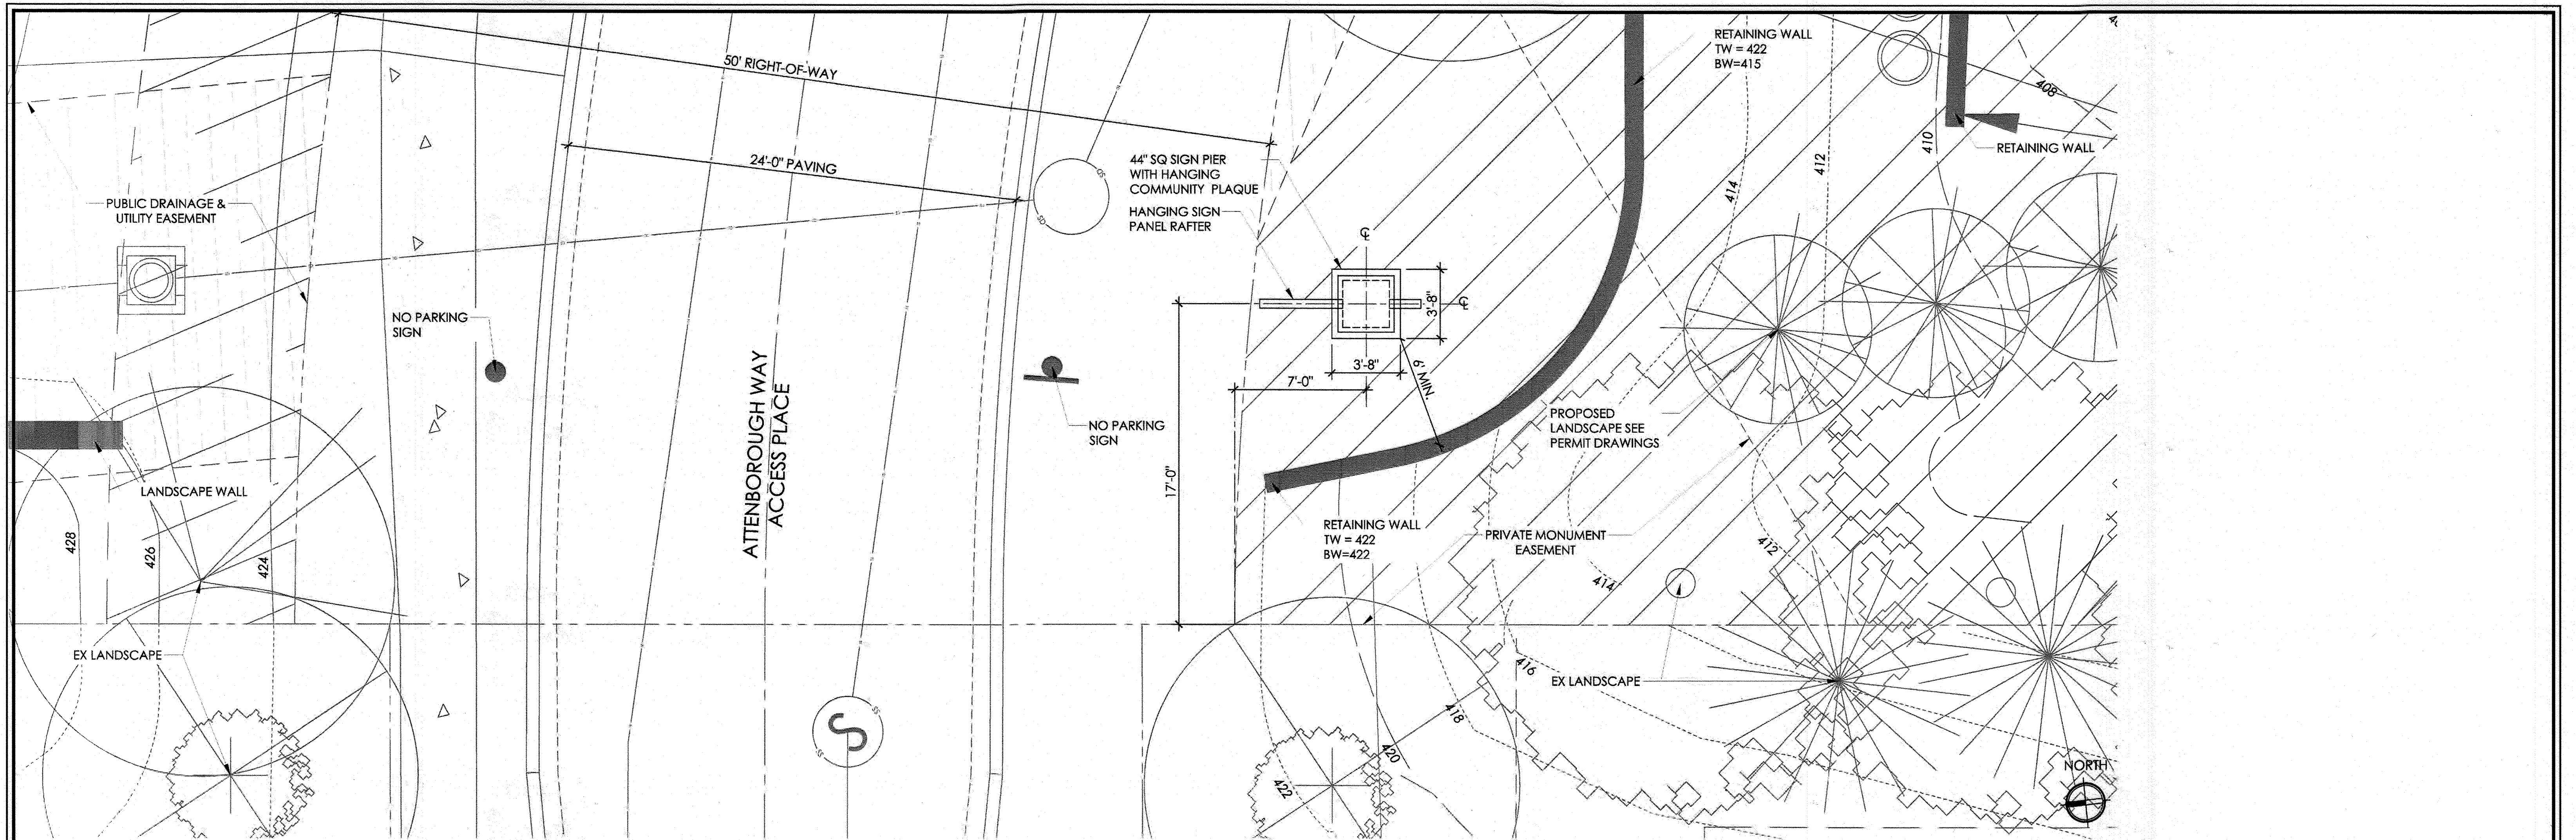 50' RIGHT-OF-WAY
24'-0" PAVING
PUBLIC DRAINAGE &
UTILITY EASEMENT
NO PARKING
SIGN
LANDSCAPE WALL
428
426
424
EX LANDSCAPE
ATTENBOROUGH WAY
ACCESS PLACE
SD
SD
SS
SS
NO PARKING
SIGN
44" SQ SIGN PIER
WITH HANGING
COMMUNITY PLAQUE
HANGING SIGN
PANEL RAFTER
3'-8"
3'-8"
7'-0"
6' MIN.
17'-0"
RETAINING WALL
TW = 422
BW=415
RETAINING WALL
408
410
412
414
PROPOSED
LANDSCAPE SEE
PERMIT DRAWINGS
RETAINING WALL
TW = 422
BW=422
PRIVATE MONUMENT
EASEMENT
412
414
416
418
420
422
EX LANDSCAPE
NORTH